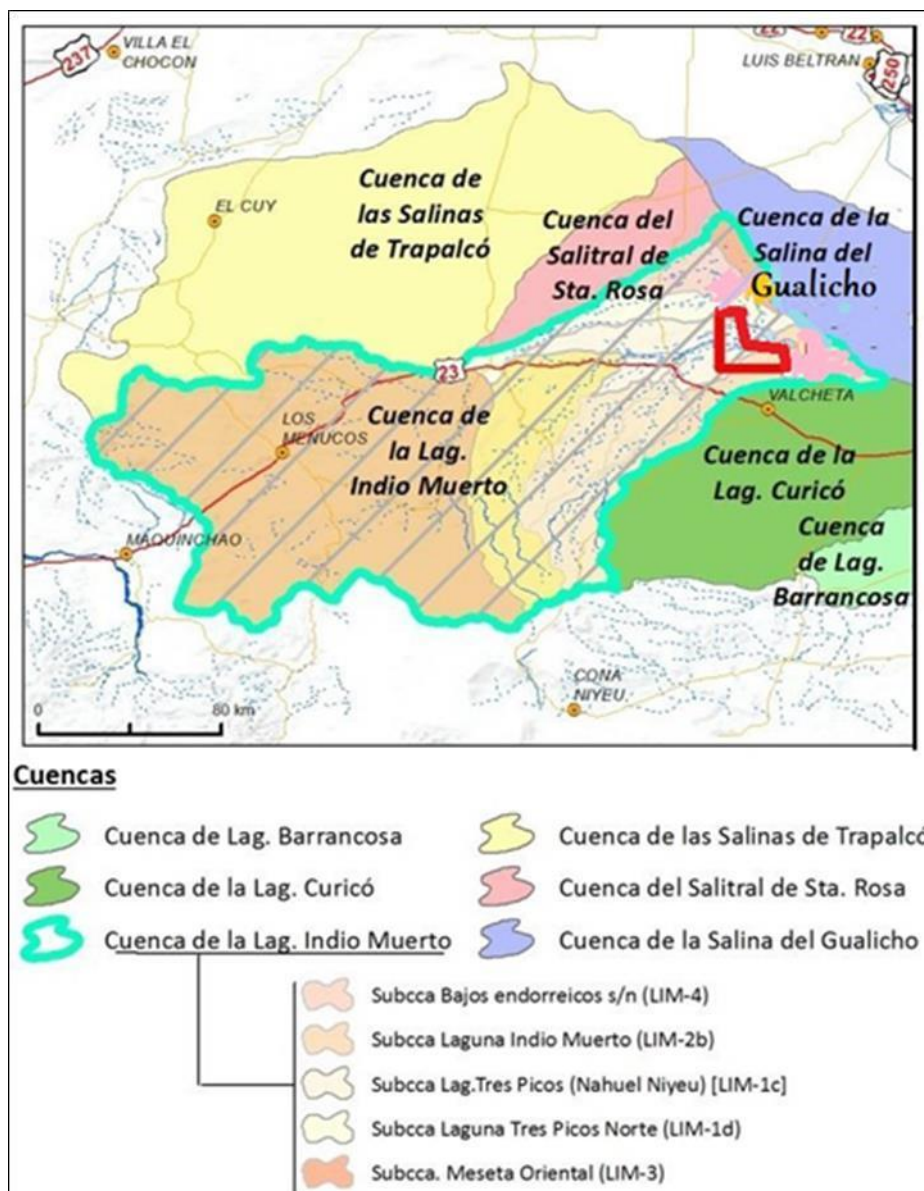 237
VILLA EL
CHOCON
22
22
LUIS BELTRAN
250
Cuenca de
las Salinas
de Trapalcó
EL CUY
Cuenca del
Salitral de
Sta. Rosa
Cuenca de la
Salina del
Gualicho
23
VALCHETA
LOS
MENUCOS
Cuenca de
la Lag.
Indio Muerto
Cuenca de la
Lag. Curicó
MAQUINCHAO
Cuenca
de Lag.
Barrancosa
CONA
NIYEU
0 80 km
Cuencas
Cuenca de Lag. Barrancosa
Cuenca de las Salinas de Trapalcó
Cuenca de la Lag. Curicó
Cuenca del Salitral de Sta. Rosa
Cuenca de la Lag. Indio Muerto
Cuenca de la Salina del Gualicho
Subcca Bajos endorreicos s/n (LIM-4)
Subcca Laguna Indio Muerto (LIM-2b)
Subcca Lag.Tres Picos (Nahuel Niyeu) [LIM-1c]
Subcca Laguna Tres Picos Norte (LIM-1d)
Subcca. Meseta Oriental (LIM-3)